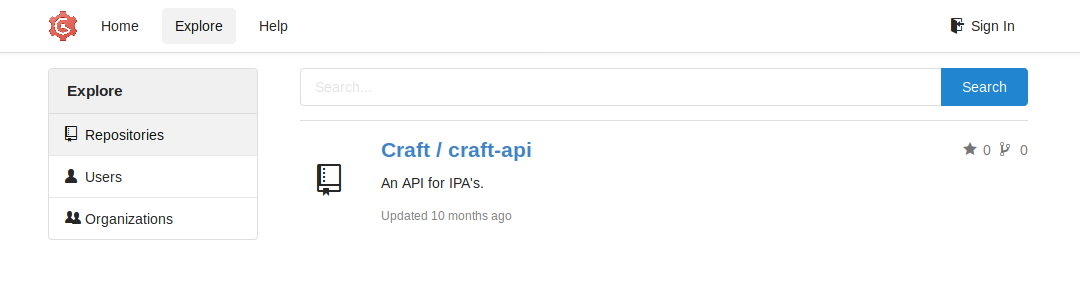 Home Explore Help Sign In
Explore
Repositories
Users
Organizations
Search... Search
Craft / craft-api 0 0
An API for IPA's.
Updated 10 months ago